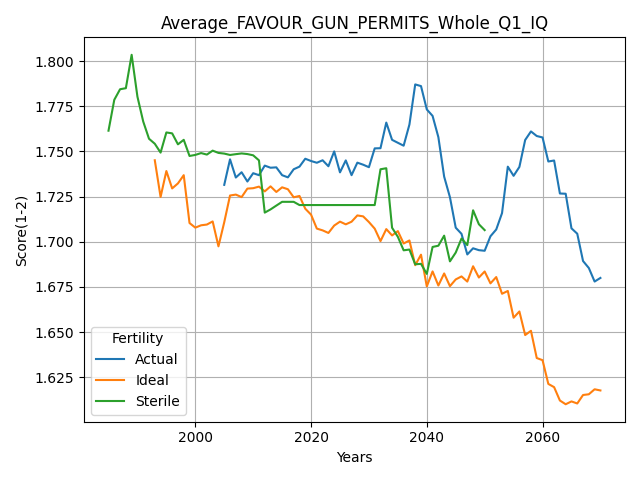 Average_FAVOUR_GUN_PERMITS_Whole_Q1_IQ
Score(1-2)
1.800
1.775
1.750
1.725
1.700
1.675
1.650
1.625
Fertility
Actual
Ideal
Sterile
2000 2020 2040 2060
Years